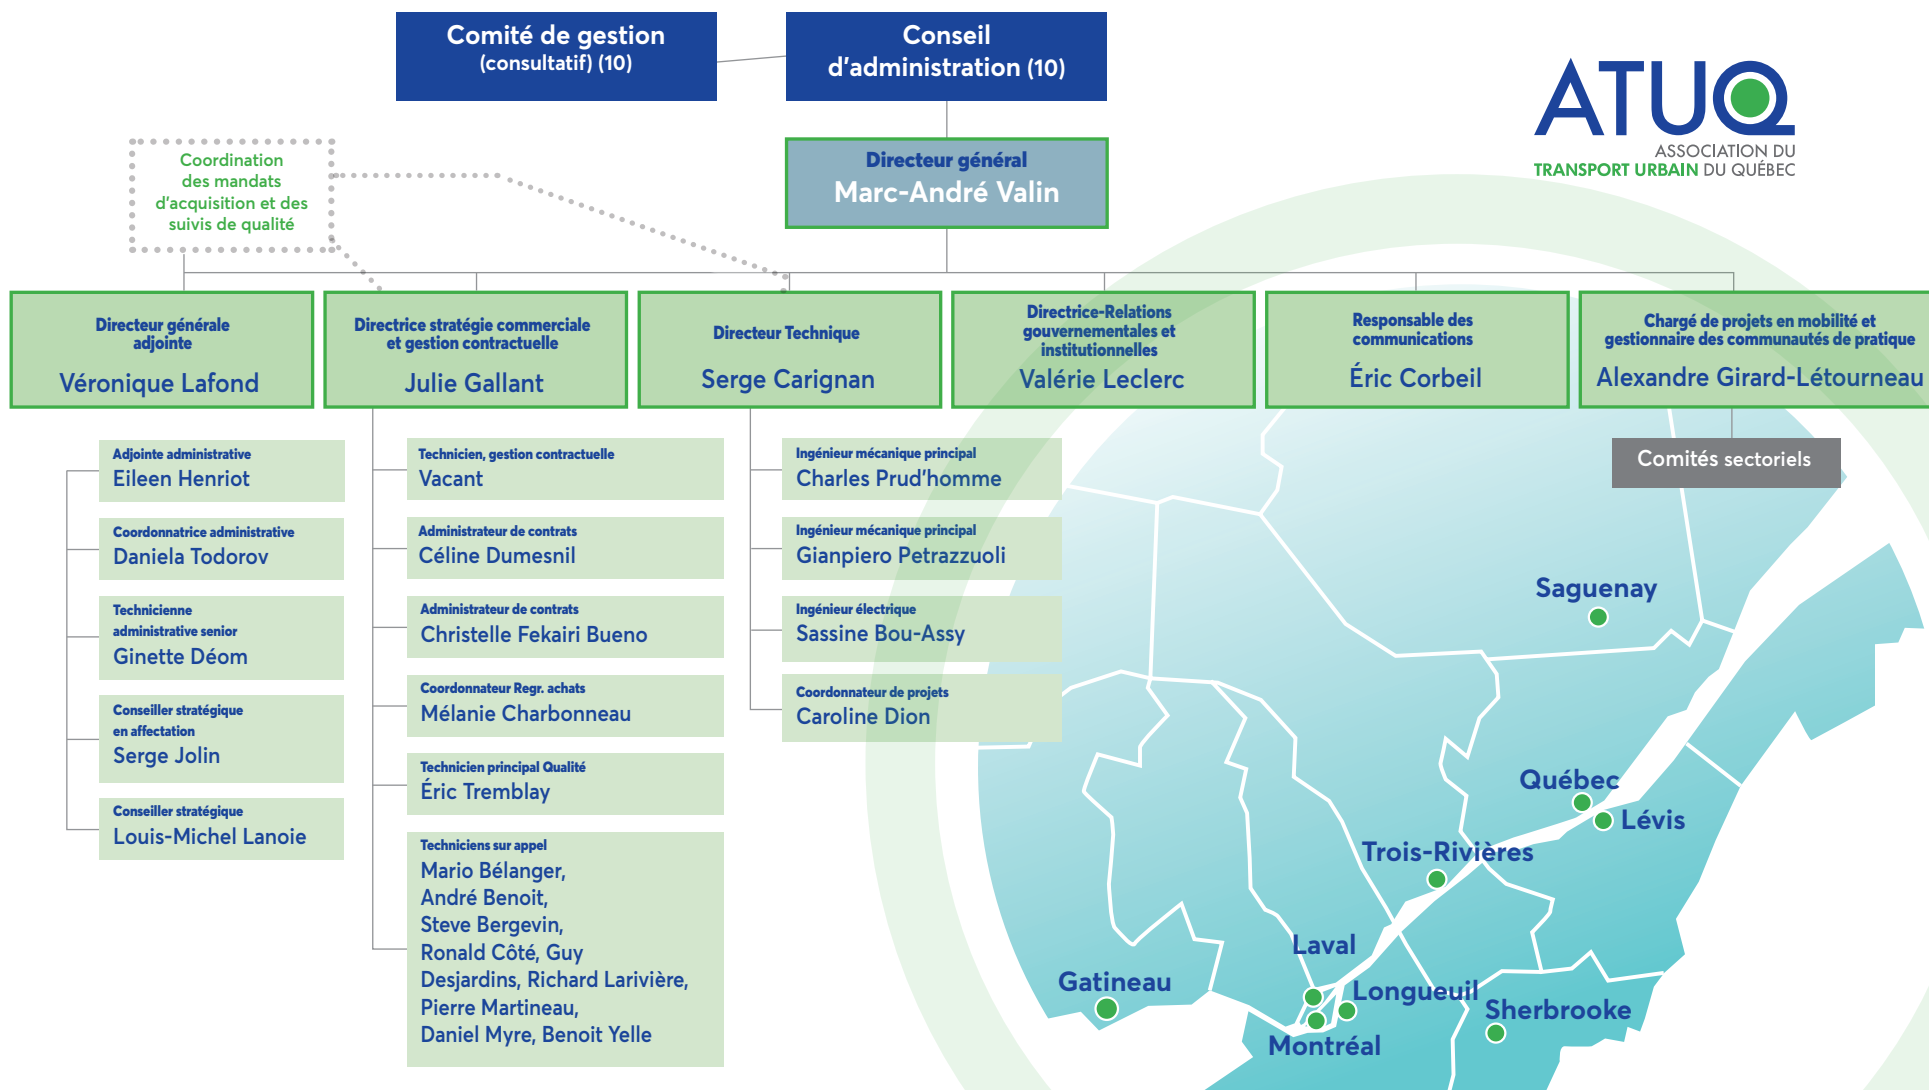 Comité de gestion
(consultatif) (10)
Conseil
d'administration (10)
ATUQ
ASSOCIATION DU
TRANSPORT URBAIN DU QUÉBEC
Directeur général
Marc-André Valin
Coordination
des mandats
d'acquisition et des
suivis de qualité
Directeur générale
adjointe
Véronique Lafond
Directrice stratégie commerciale
et gestion contractuelle
Julie Gallant
Directeur Technique
Serge Carignan
Directrice-Relations
gouvernementales et
institutionnelles
Valérie Leclerc
Responsable des
communications
Éric Corbeil
Chargé de projets en mobilité et
gestionnaire des communautés de pratique
Alexandre Girard-Létourneau
Adjointe administrative
Eileen Henriot
Coordonnatrice administrative
Daniela Todorov
Technicienne
administrative senior
Ginette Déom
Conseiller stratégique
en affectation
Serge Jolin
Conseiller stratégique
Louis-Michel Lanoie
Technicien, gestion contractuelle
Vacant
Administrateur de contrats
Céline Dumesnil
Administrateur de contrats
Christelle Fekairi Bueno
Coordonnateur Regr. achats
Mélanie Charbonneau
Technicien principal Qualité
Éric Tremblay
Techniciens sur appel
Mario Bélanger,
André Benoit,
Steve Bergevin,
Ronald Côté, Guy
Desjardins, Richard Larivière,
Pierre Martineau,
Daniel Myre, Benoit Yelle
Ingénieur mécanique principal
Charles Prud'homme
Ingénieur mécanique principal
Gianpiero Petrazzuoli
Ingénieur électrique
Sassine Bou-Assy
Coordonnateur de projets
Caroline Dion
Comités sectoriels
Saguenay
Québec
Lévis
Trois-Rivières
Laval
Gatineau
Longueuil
Sherbrooke
Montréal